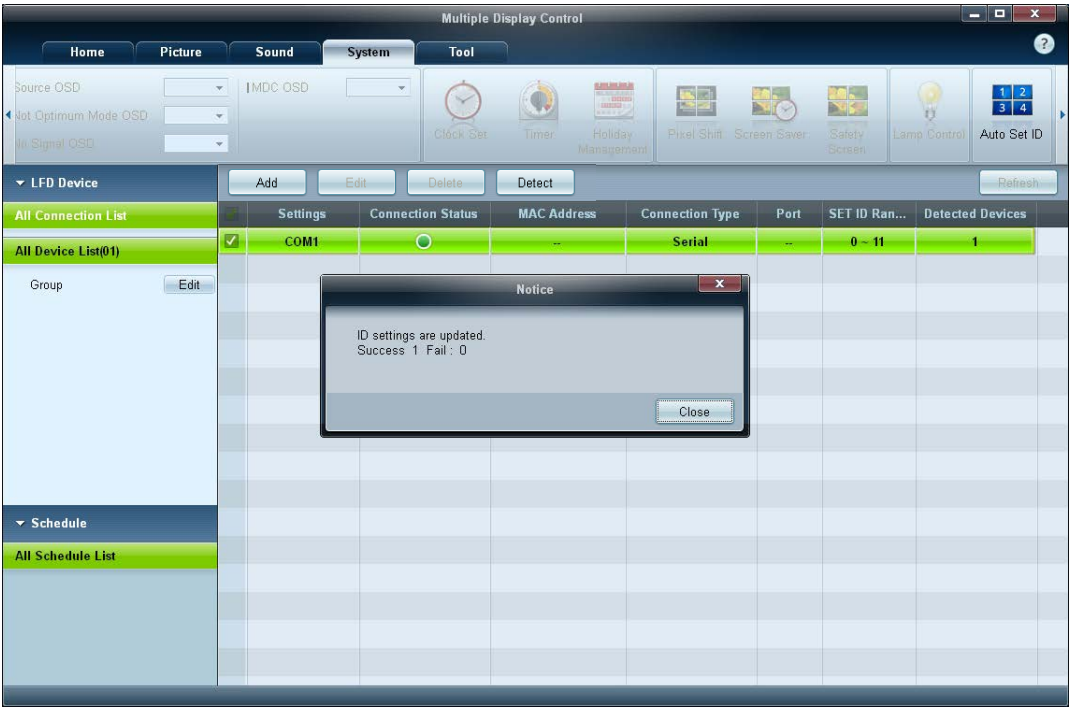 Multiple Display Control
Home Picture Sound System Tool
?
Source OSD
MDC OSD
Not Optimum Mode OSD
No Signal OSD
Clock Set
Timer
Holiday
Management
Pixel Shift
Screen Saver
Safety
Screen
Lamp Control
1 2
3 4
Auto Set ID
LFD Device
Add Edit Delete Detect Refresh
All Connection List
Settings Connection Status MAC Address Connection Type Port SET ID Ran... Detected Devices
All Device List(01)
COM1 -- Serial -- 0 ~ 11 1
Group Edit
Notice
ID settings are updated.
Success 1 Fail : 0
Close
Schedule
All Schedule List